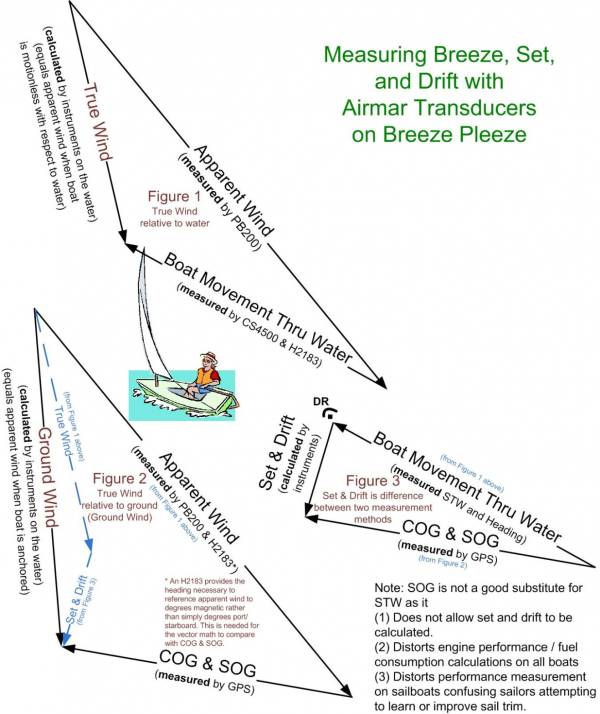 Measuring Breeze, Set,
and Drift with
Airmar Transducers
on Breeze Pleeze
True Wind
(calculated by instruments on the water)
(equals apparent wind when boat
is motionless with respect to water)
Apparent Wind
(measured by PB200)
Figure 1
True Wind
relative to water
Boat Movement Thru Water
(measured by CS4500 & H2183)
Ground Wind
(calculated by instruments on the water)
(equals apparent wind when boat is anchored)
(from Figure 1 above)
True Wind
Set & Drift
(from Figure 3)
Figure 2
True Wind
relative to ground
(Ground Wind)
Apparent Wind
(measured by PB200 & H2183*)
(from Figure 1 above)
* An H2183 provides the
heading necessary to
reference apparent wind to
degrees magnetic rather
than simply degrees port/
starboard. This is needed for
the vector math to compare
with COG & SOG.
COG & SOG
(measured by GPS)
DR
Set & Drift
(calculated by
instruments)
(from Figure 1 above)
Boat Movement Thru Water
(measured STW and Heading)
Figure 3
Set & Drift is difference
between two measurement
methods
COG & SOG
(measured by GPS)
(from Figure 2)
Note: SOG is not a good substitute for
STW as it
(1) Does not allow set and drift to be
calculated.
(2) Distorts engine performance / fuel
consumption calculations on all boats
(3) Distorts performance measurement
on sailboats confusing sailors attempting
to learn or improve sail trim.